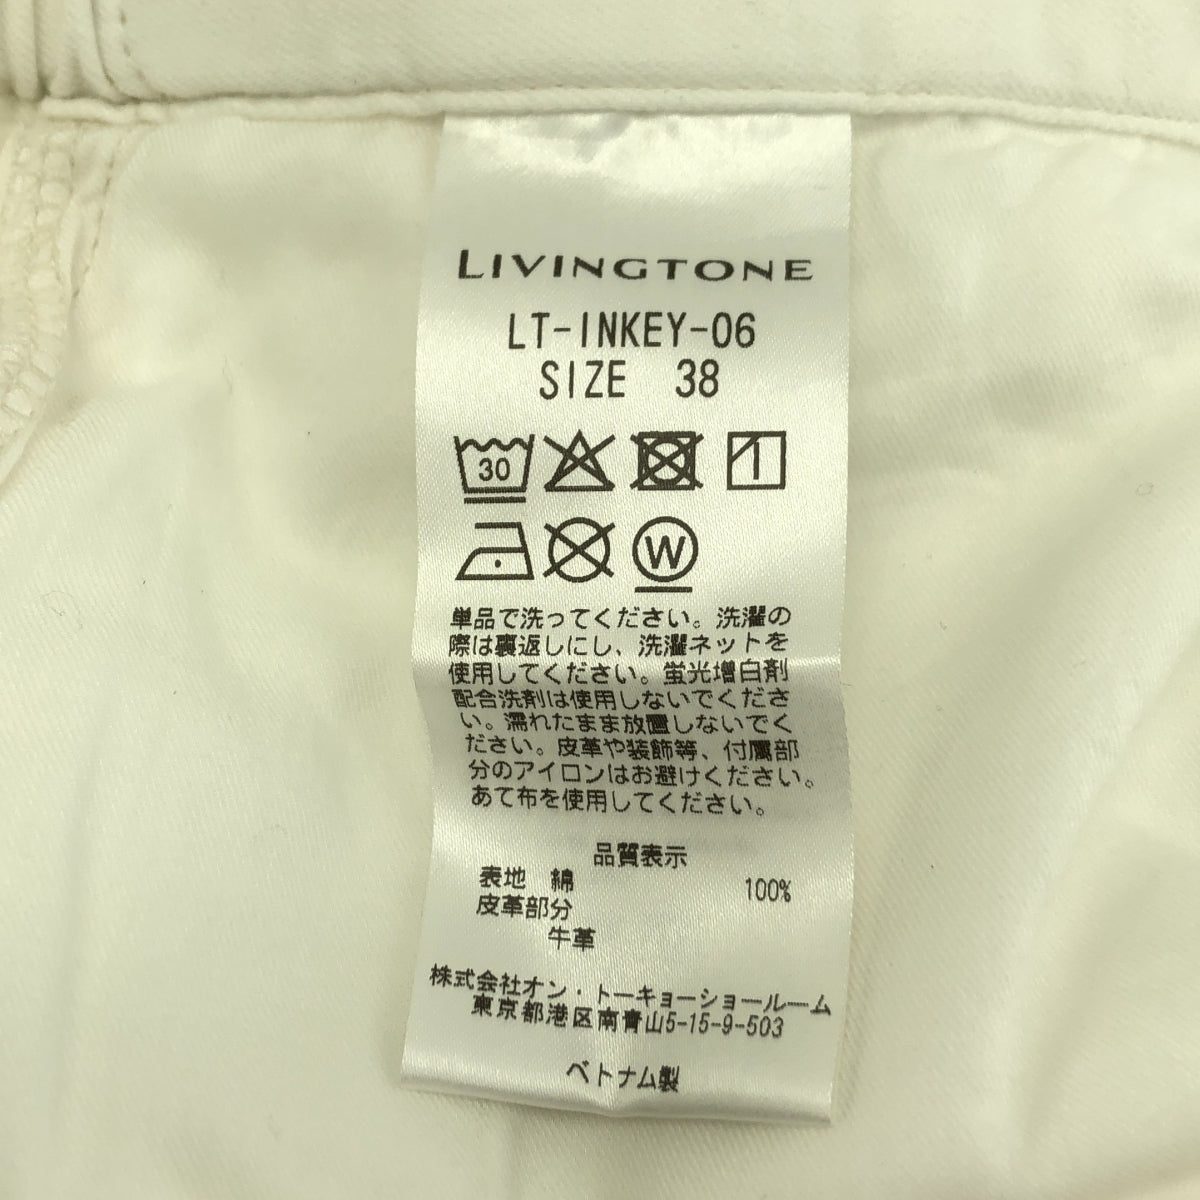 LIVINGTONE
LT-INKEY-06
SIZE 38
30
W
単品で洗ってください。洗濯の
際は裏返しにし、洗濯ネットを
使用してください。蛍光増白剤
配合洗剤は使用しないでくださ
い。濡れたまま放置しないでく
ださい。皮革や装飾等、付属部
分のアイロンはお避けください。
あて布を使用してください。
品質表示
表地 綿 100%
皮革部分
牛革
株式会社オン・トーキョーショールーム
東京都港区南青山5-15-9-503
ベトナム製